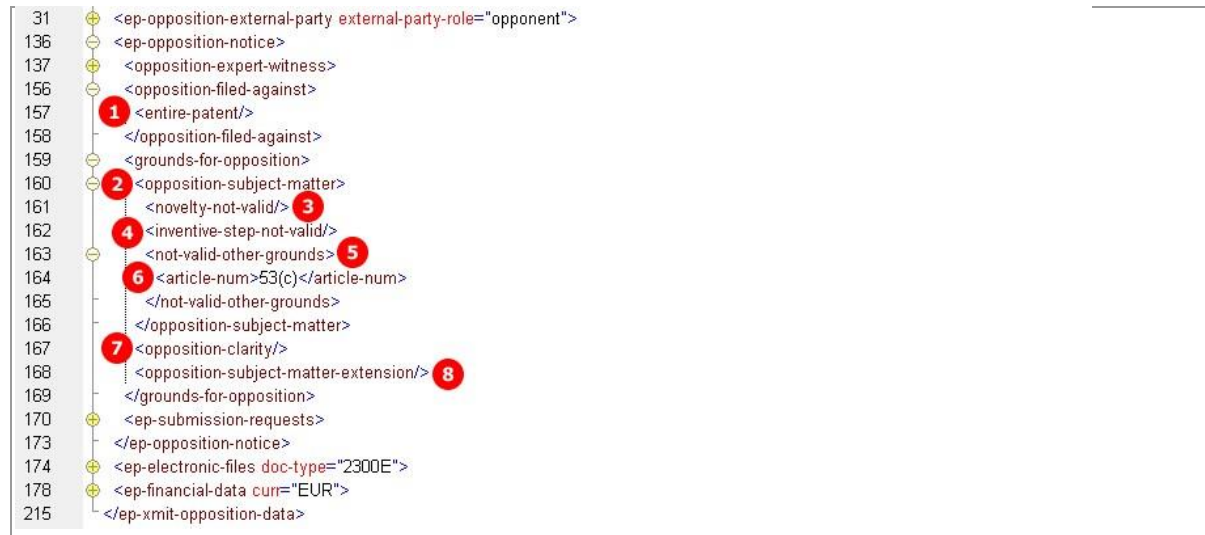 31 <ep-opposition-external-party external-party-role="opponent">
136 <ep-opposition-notice>
137 <opposition-expert-witness>
156 <opposition-filed-against>
157 1 <entire-patent/>
158 </opposition-filed-against>
159 <grounds-for-opposition>
160 2 <opposition-subject-matter>
161 <novelty-not-valid/> 3
162 4 <inventive-step-not-valid/>
163 <not-valid-other-grounds> 5
164 6 <article-num>53(c)</article-num>
165 </not-valid-other-grounds>
166 </opposition-subject-matter>
167 7 <opposition-clarity/>
168 <opposition-subject-matter-extension/> 8
169 </grounds-for-opposition>
170 <ep-submission-requests>
173 </ep-opposition-notice>
174 <ep-electronic-files doc-type="2300E">
178 <ep-financial-data curr="EUR">
215 </ep-xmit-opposition-data>